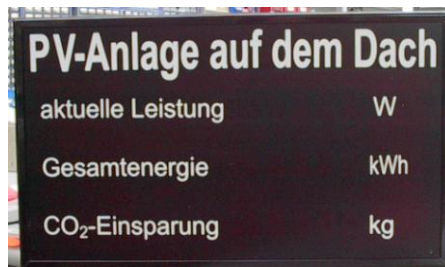 PV-Anlage auf dem Dach
aktuelle Leistung W
Gesamtenergie kWh
CO₂-Einsparung kg